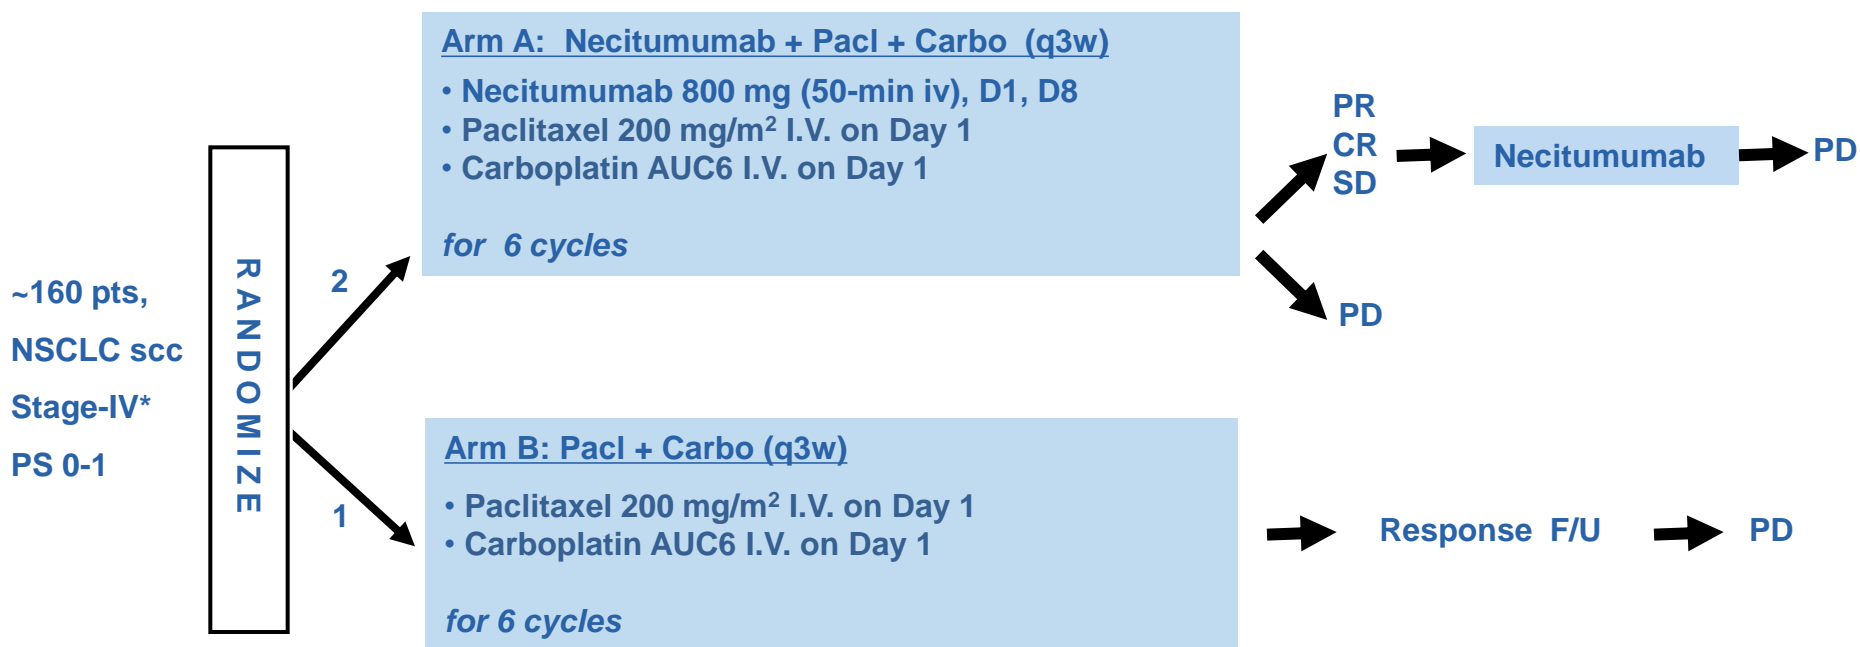 ~160 pts,
NSCLC scc
Stage-IV*
PS 0-1
RANDOMIZE
2
1
Arm A:  Necitumumab + Pacl + Carbo  (q3w)
• Necitumumab 800 mg (50-min iv), D1, D8
• Paclitaxel 200 mg/m² I.V. on Day 1
• Carboplatin AUC6 I.V. on Day 1
for  6 cycles
PR
CR
SD
Necitumumab
PD
PD
Arm B: Pacl + Carbo (q3w)
• Paclitaxel 200 mg/m² I.V. on Day 1
• Carboplatin AUC6 I.V. on Day 1
for 6 cycles
Response  F/U
PD